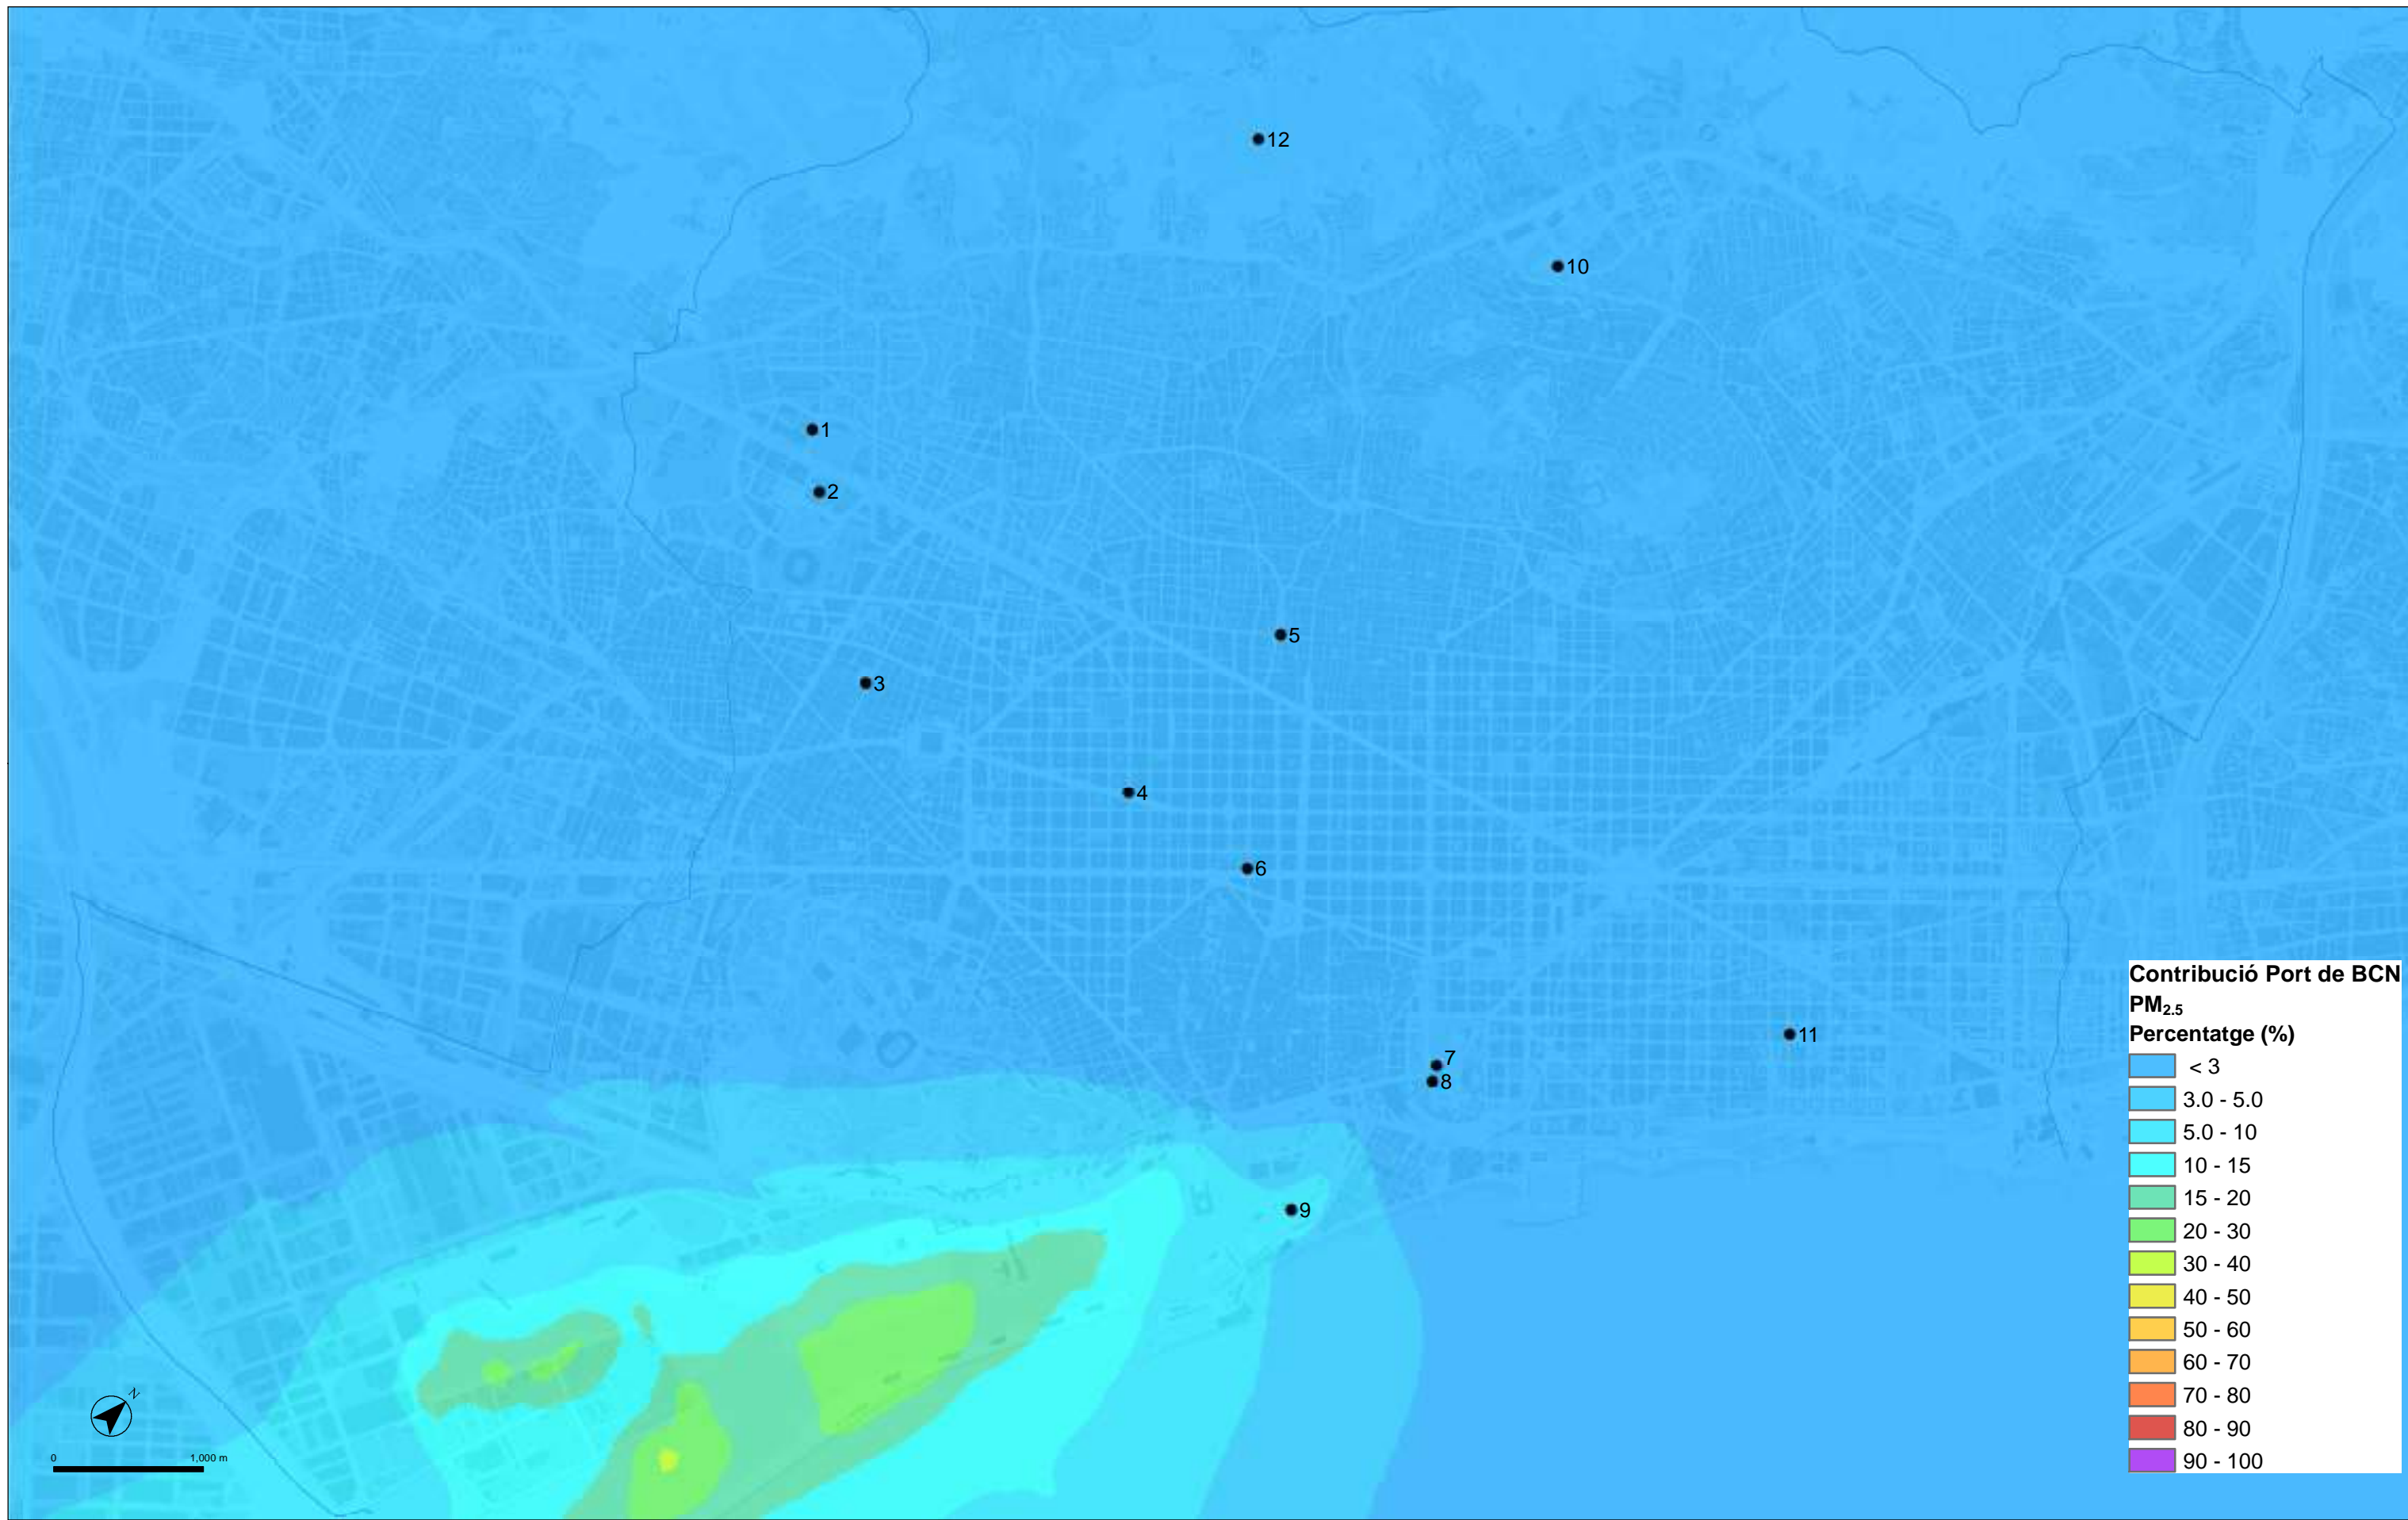 12
10
1
2
5
3
4
6
7
8
11
9
Contribució Port de BCN
PM2.5
Percentatge (%)
< 3
3.0 - 5.0
5.0 - 10
10 - 15
15 - 20
20 - 30
30 - 40
40 - 50
50 - 60
60 - 70
70 - 80
80 - 90
90 - 100
N
0 1,000 m